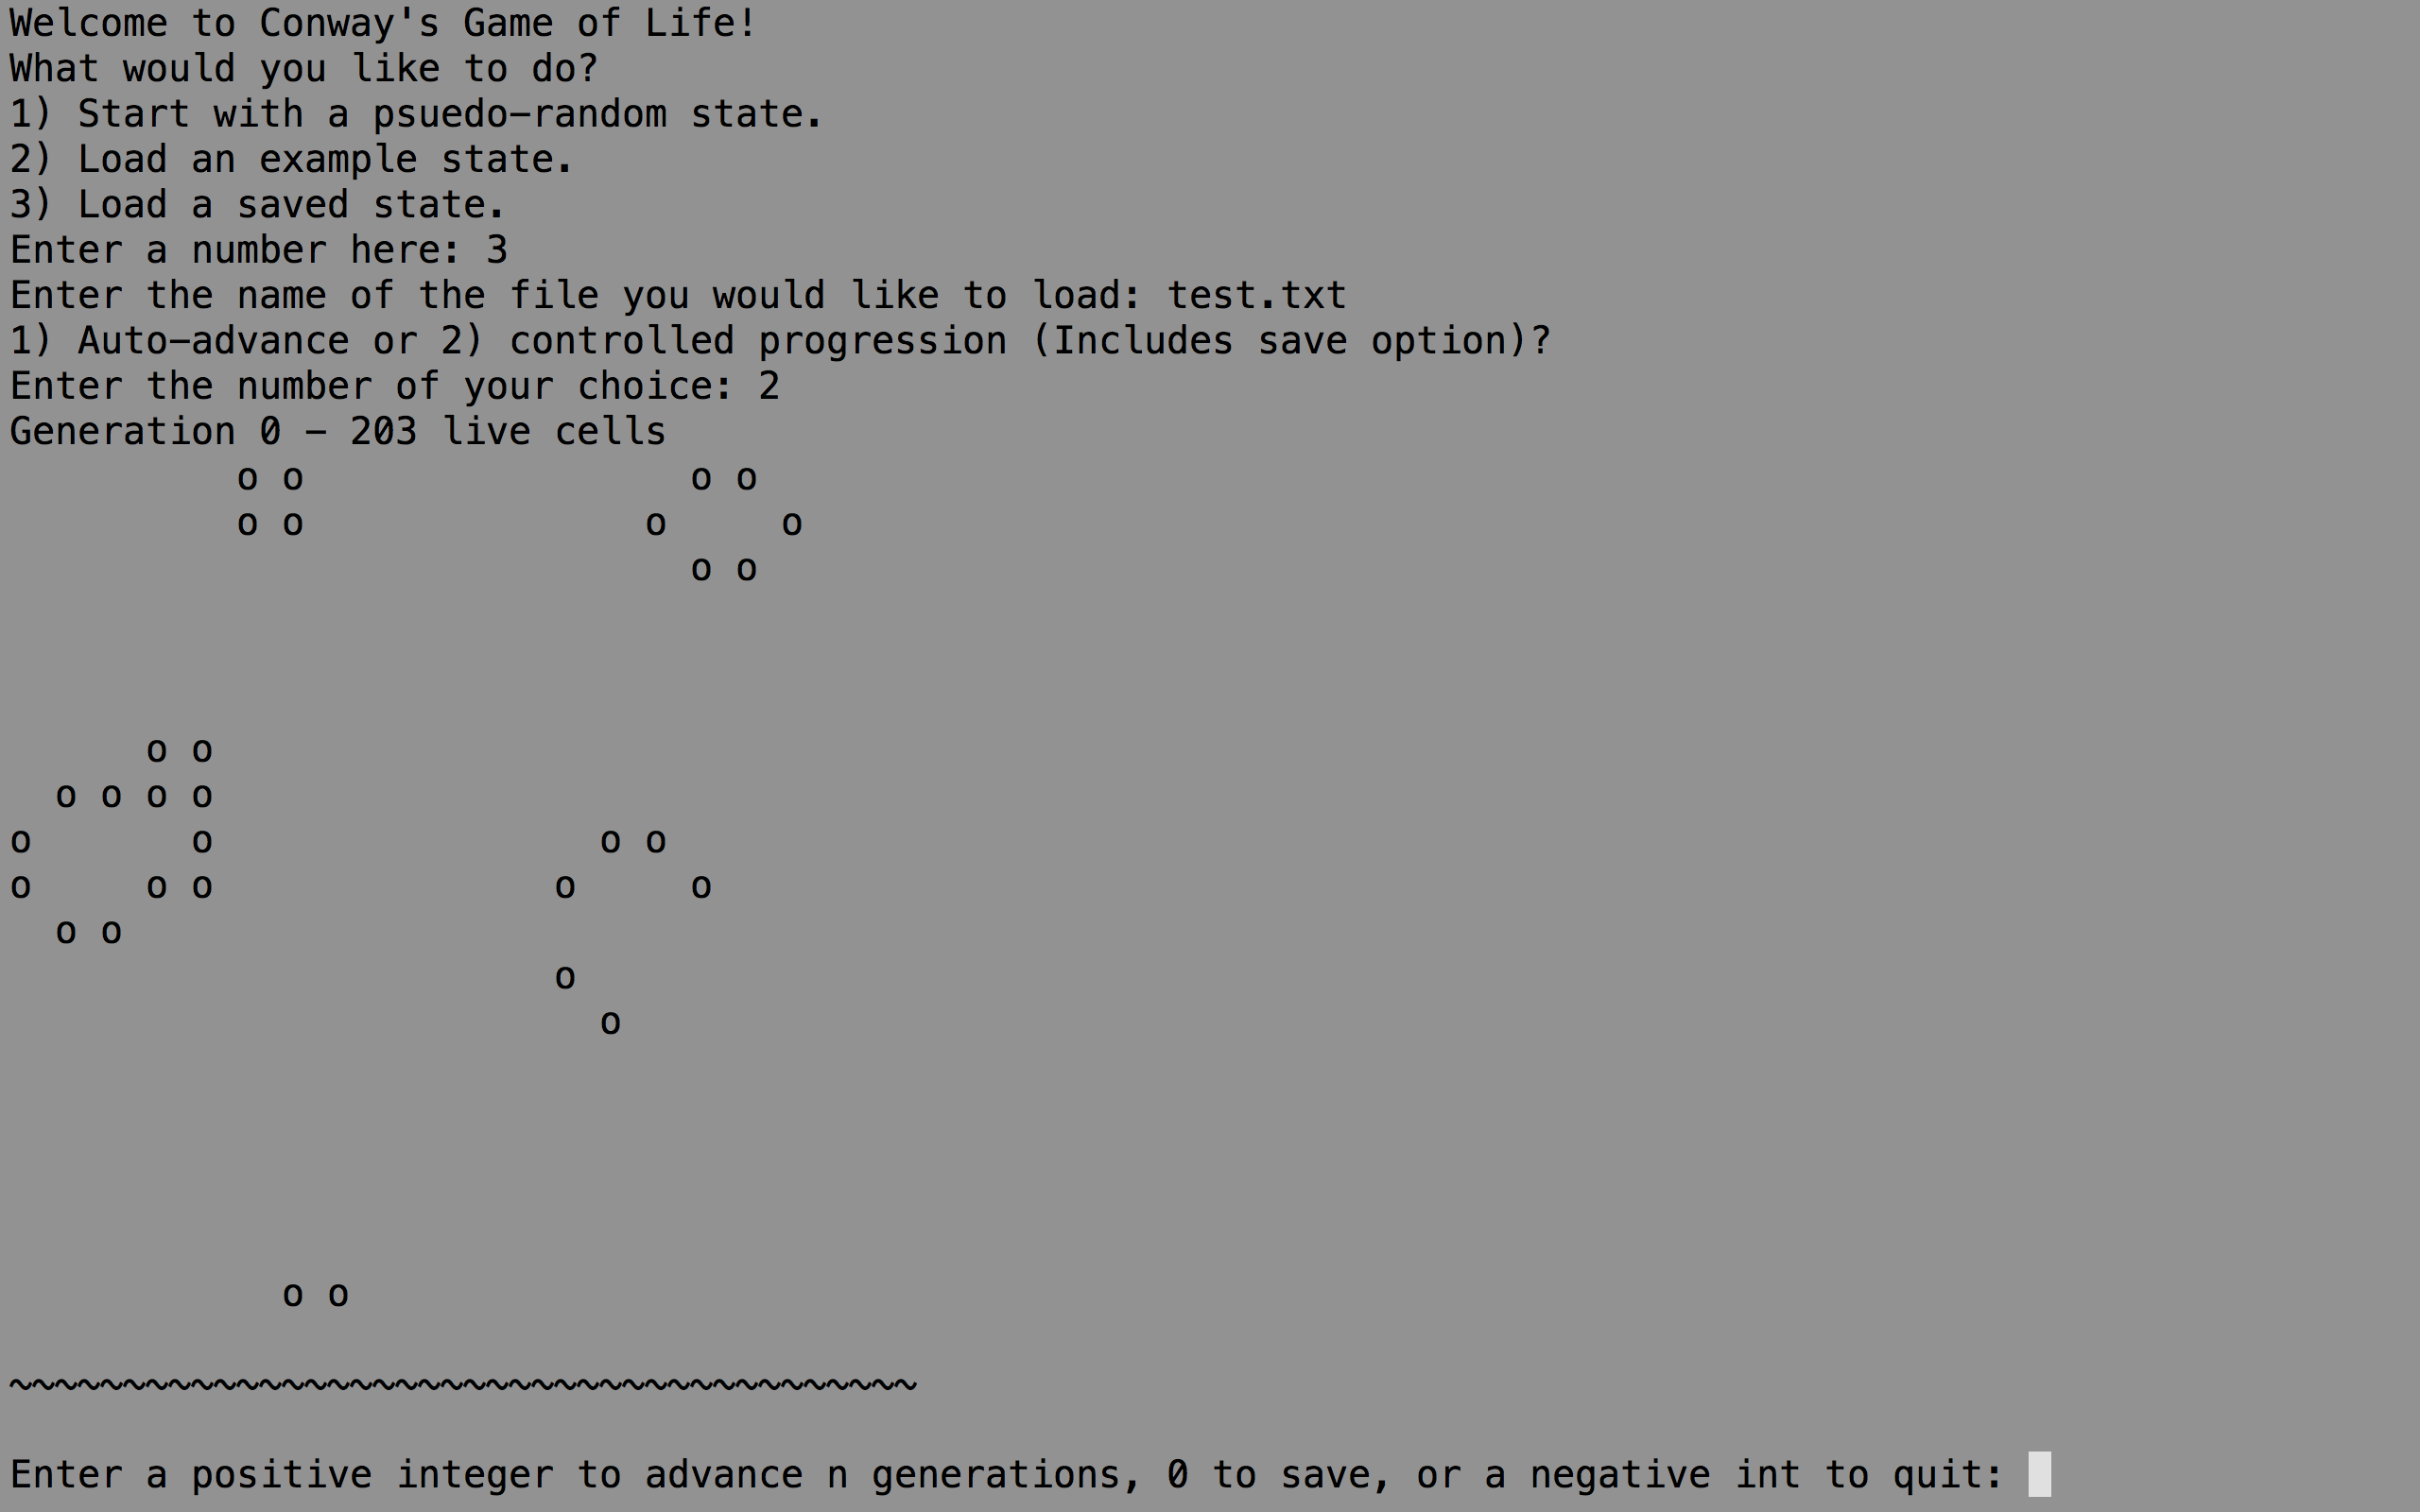 Welcome to Conway's Game of Life!
What would you like to do?
1) Start with a psuedo-random state.
2) Load an example state.
3) Load a saved state.
Enter a number here: 3
Enter the name of the file you would like to load: test.txt
1) Auto-advance or 2) controlled progression (Includes save option)?
Enter the number of your choice: 2
Generation 0 - 203 live cells
          o o                 o o
          o o               o     o
                              o o
      o o
  o o o o
o       o                 o o
o     o o               o     o
  o o
                        o
                          o
            o o
~~~~~~~~~~~~~~~~~~~~~~~~~~~~~~~~~~~~~~~~
Enter a positive integer to advance n generations, 0 to save, or a negative int to quit: